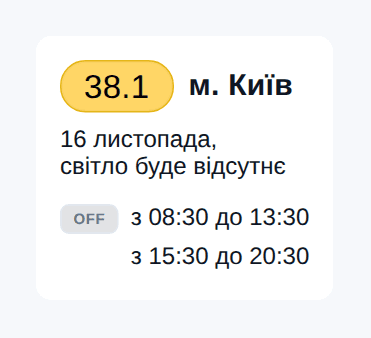 38.1 м. Київ
16 листопада,
світло буде відсутнє
OFF з 08:30 до 13:30
з 15:30 до 20:30